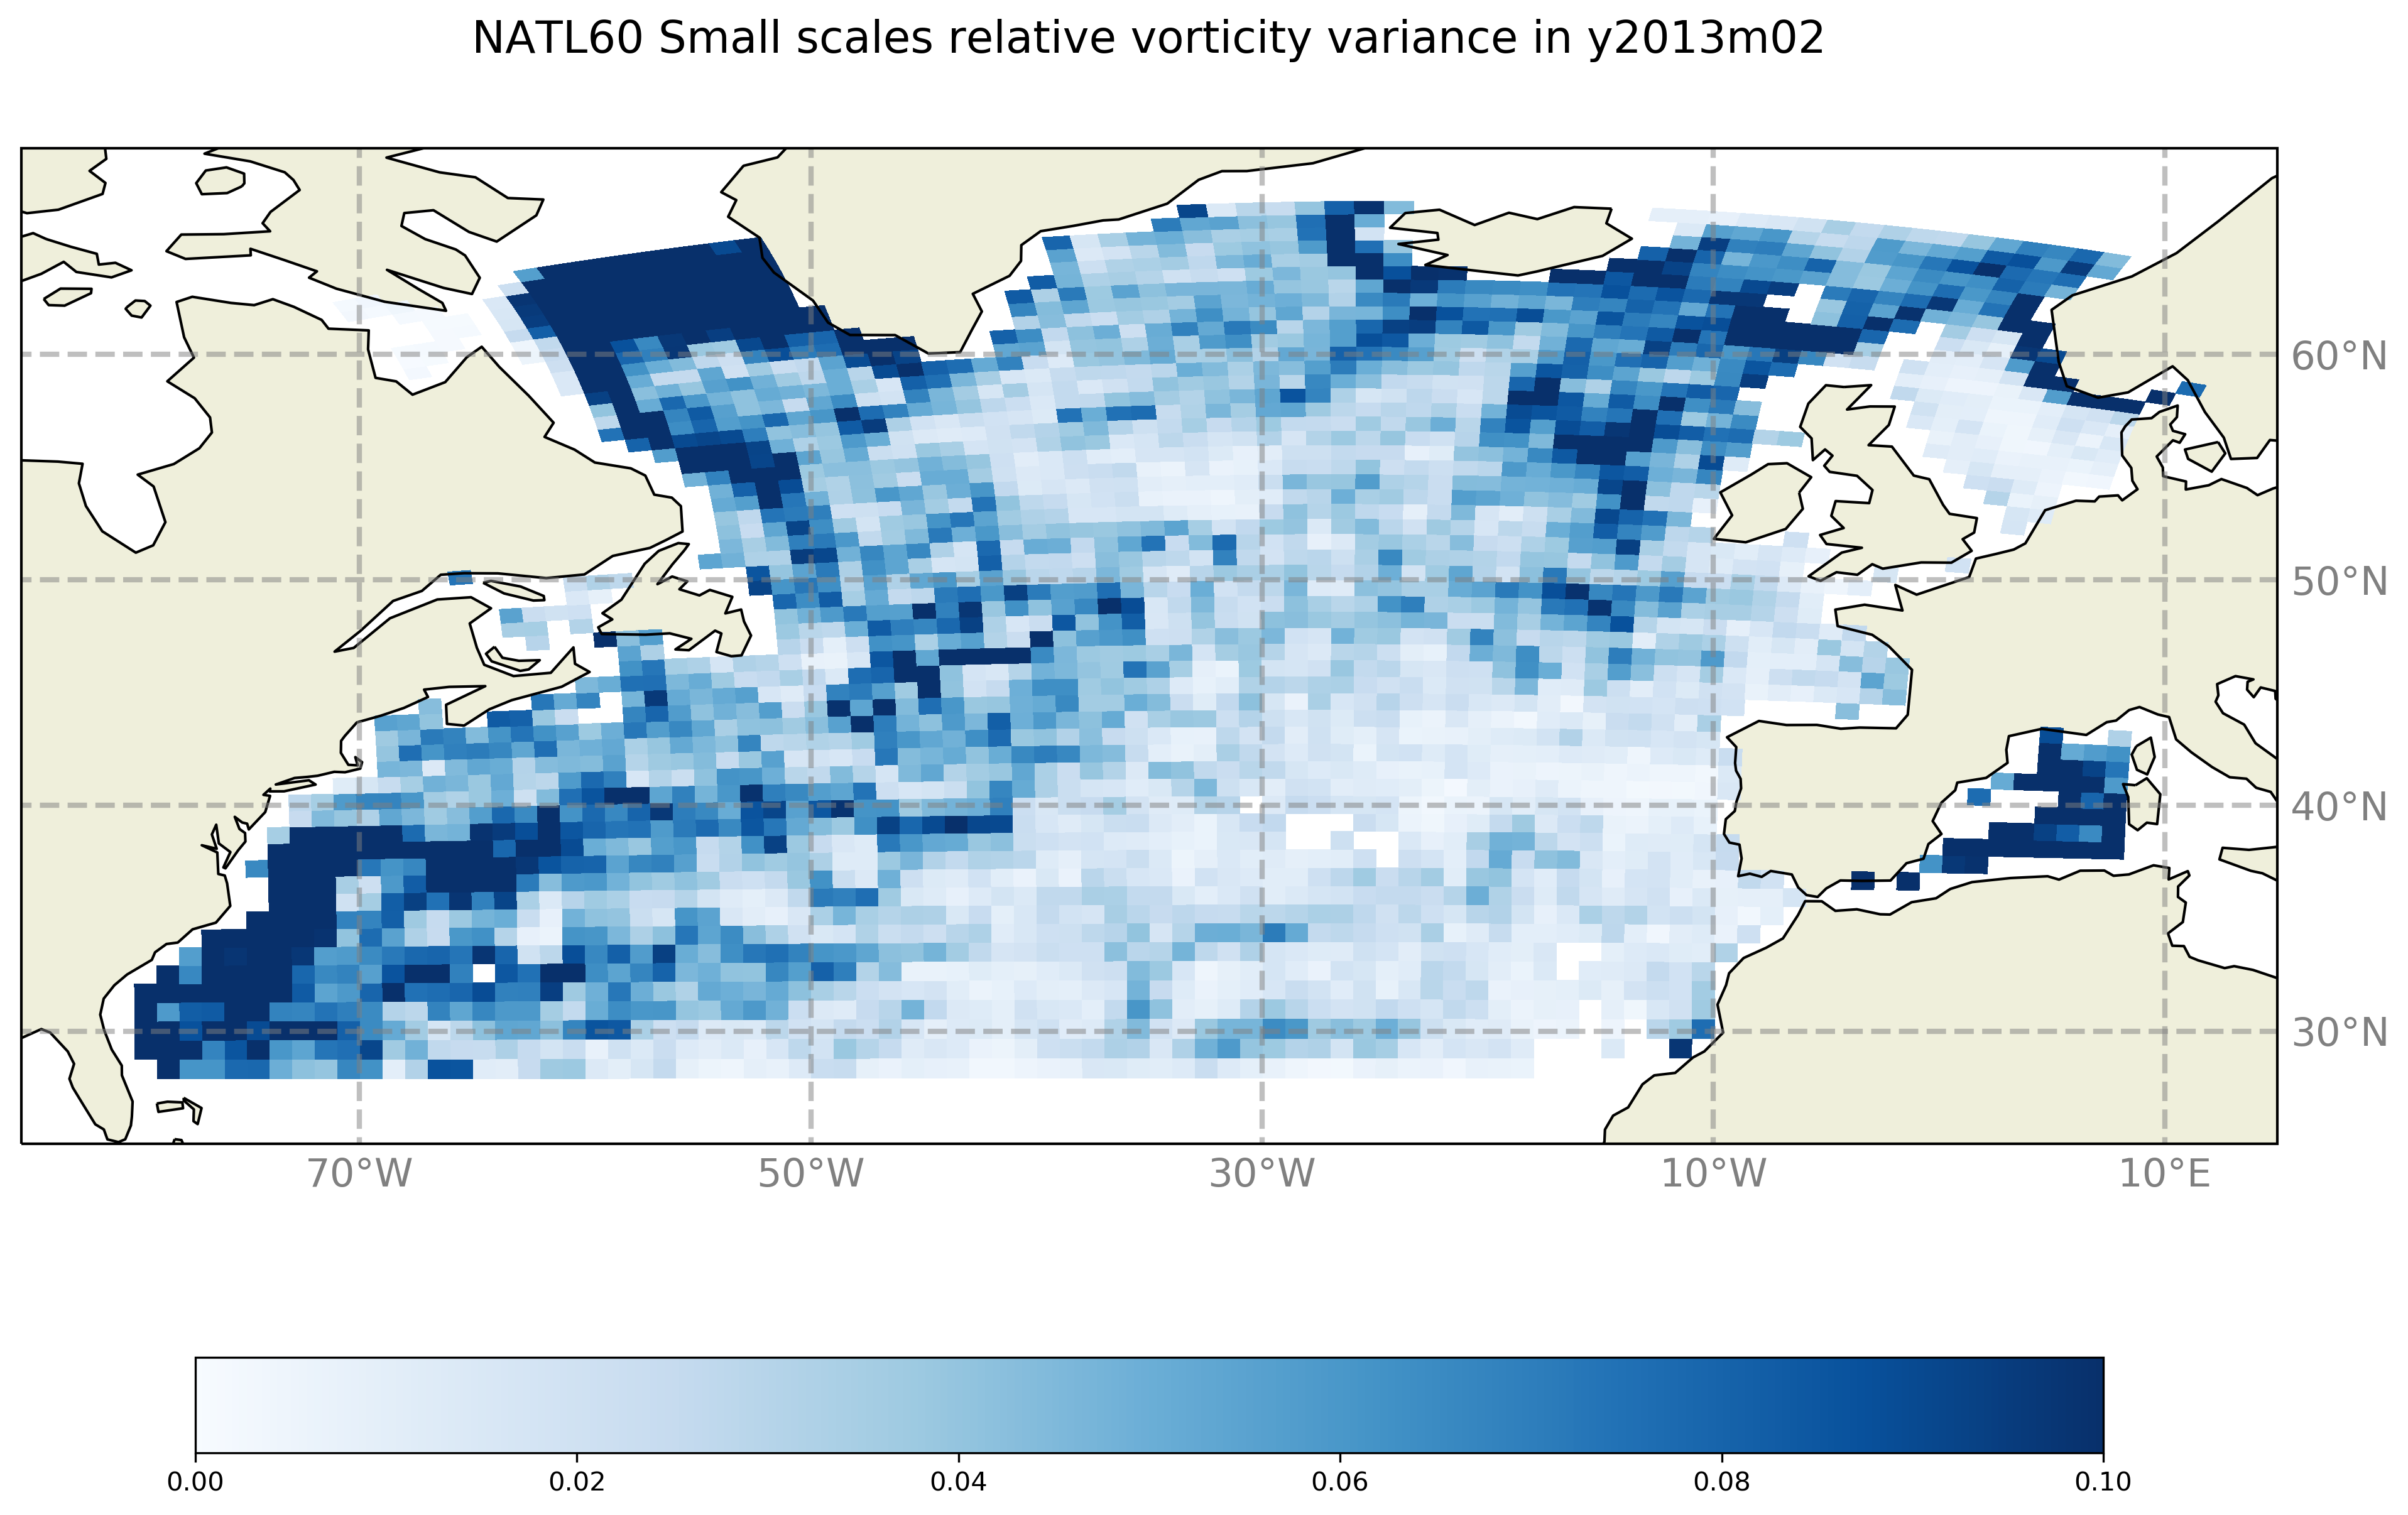 NATL60 Small scales relative vorticity variance in y2013m02
60°N
50°N
40°N
30°N
70°W 50°W 30°W 10°W 10°E
0.00 0.02 0.04 0.06 0.08 0.10